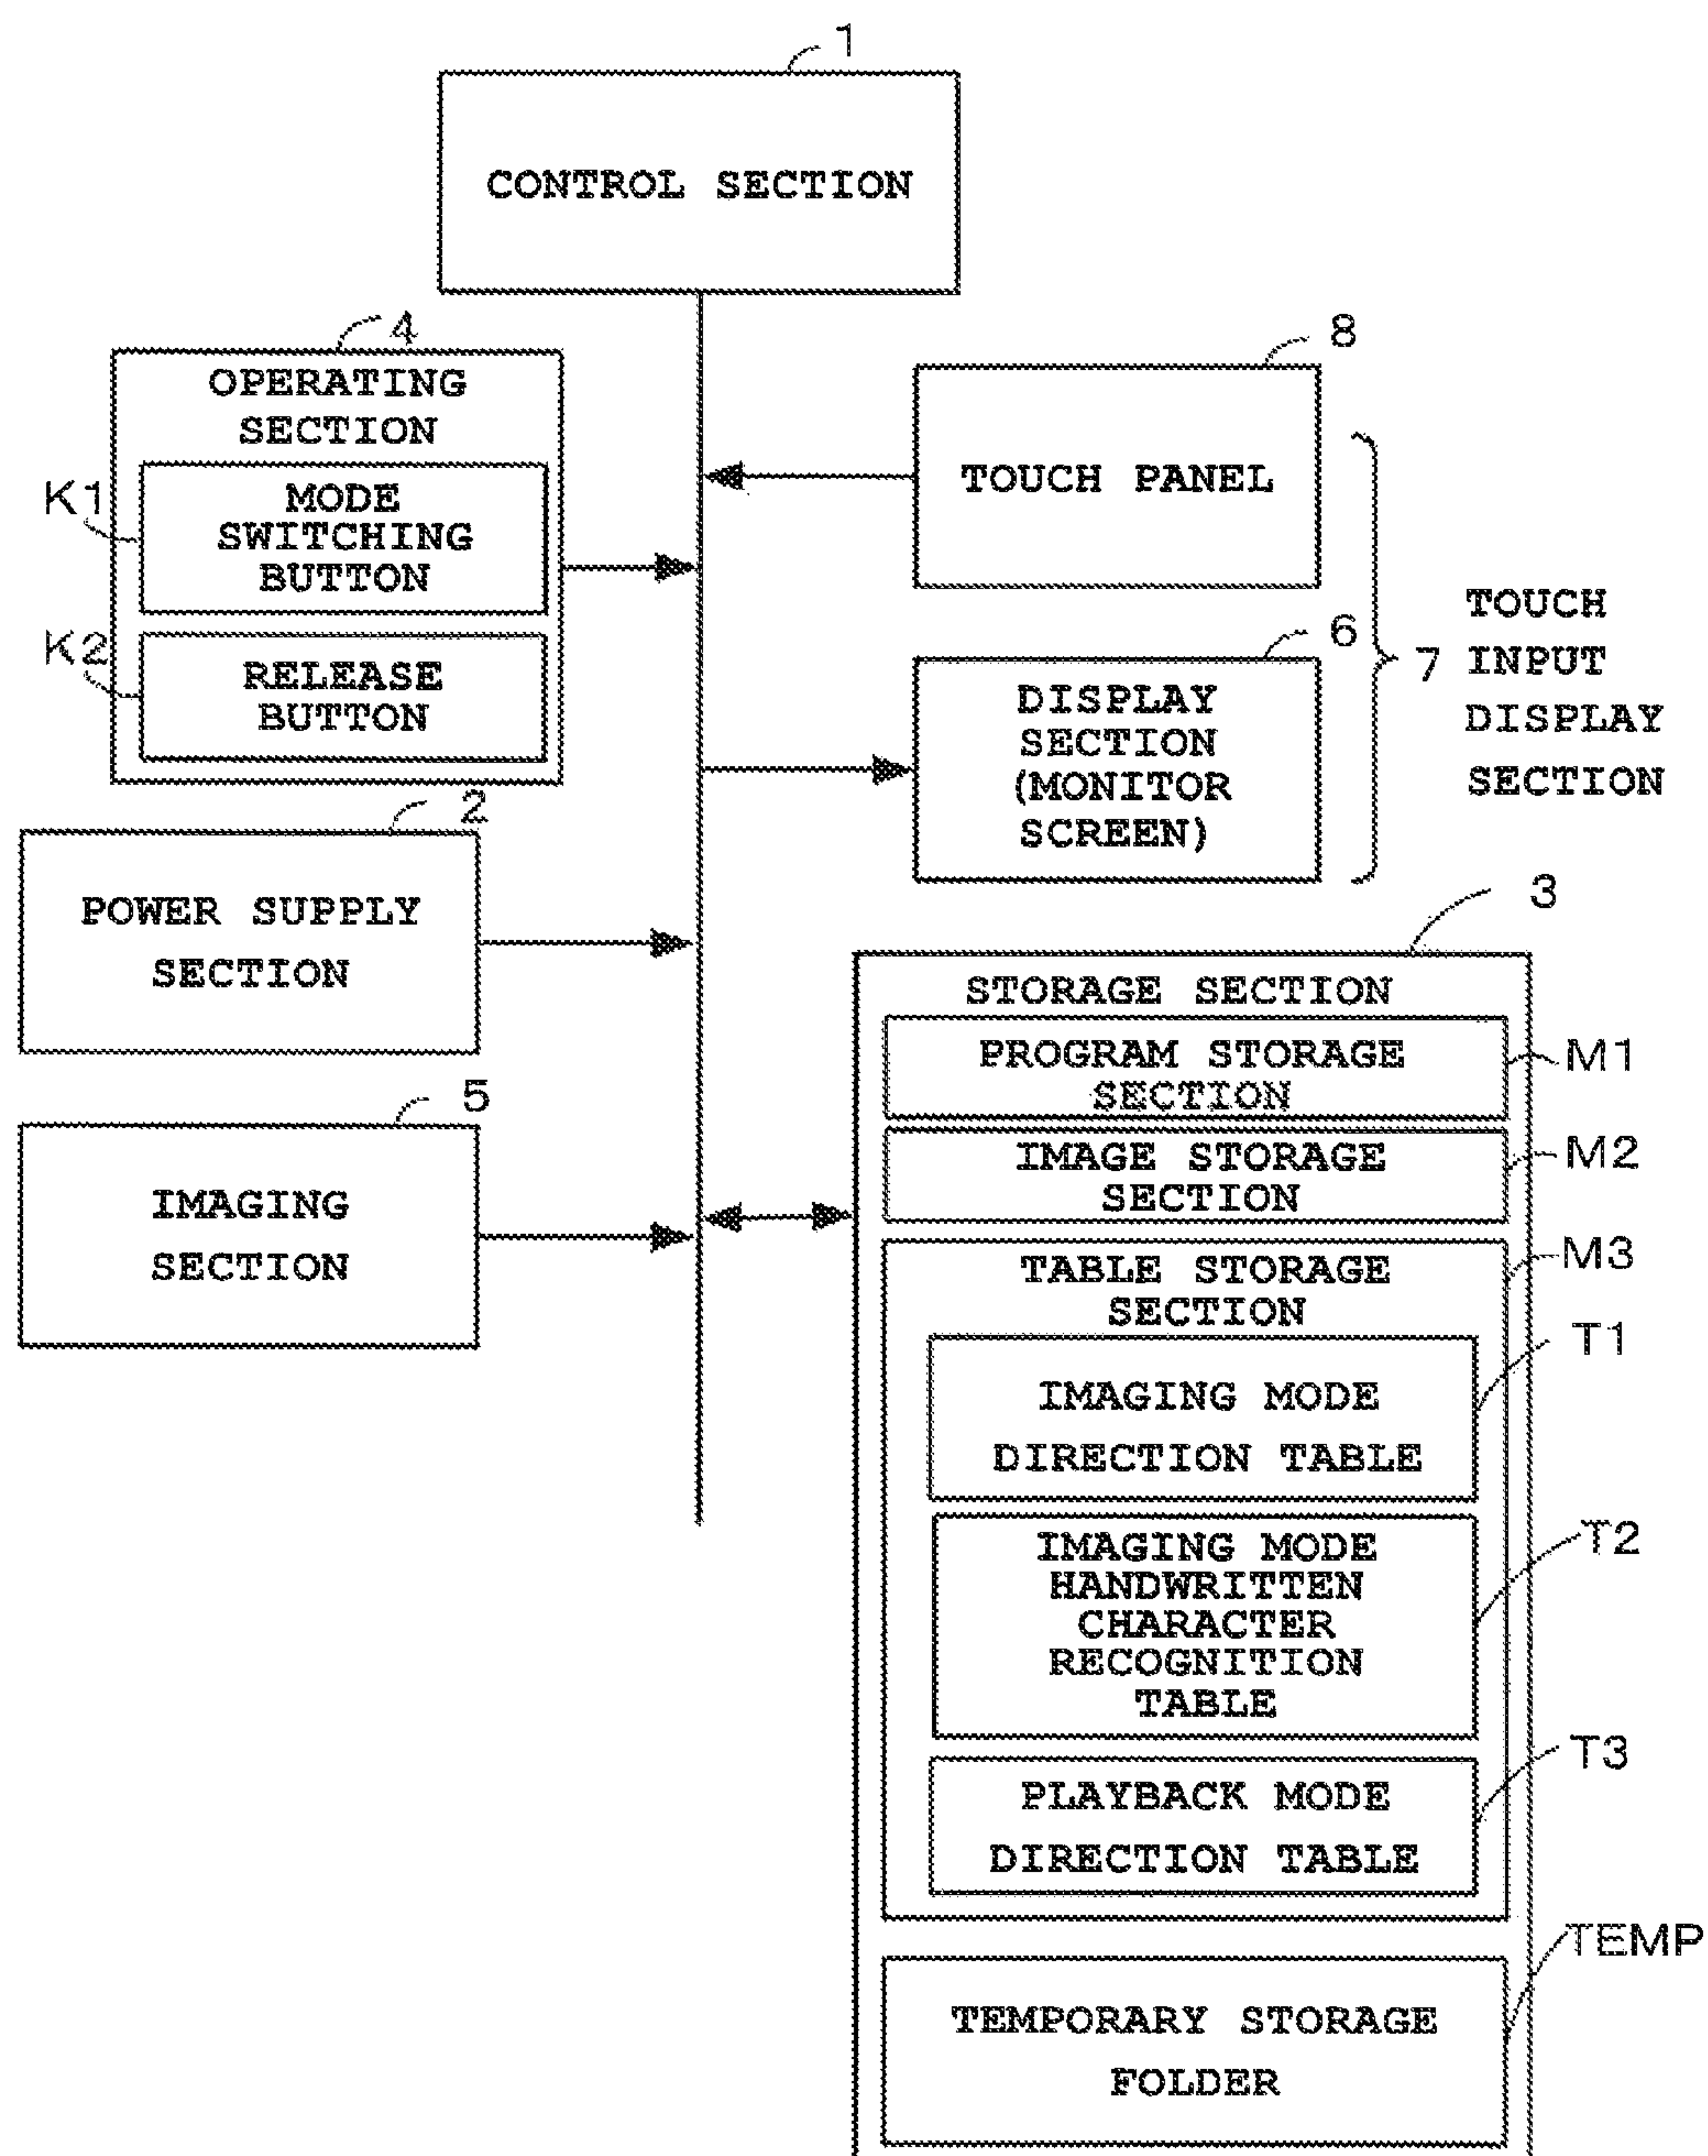 1
CONTROL SECTION
4
OPERATING
SECTION
K1
MODE
SWITCHING
BUTTON
K2
RELEASE
BUTTON
8
TOUCH PANEL
6
DISPLAY
SECTION
(MONITOR
SCREEN)
7
TOUCH
INPUT
DISPLAY
SECTION
2
POWER SUPPLY
SECTION
5
IMAGING
SECTION
3
STORAGE SECTION
PROGRAM STORAGE
SECTION
M1
IMAGE STORAGE
SECTION
M2
TABLE STORAGE
SECTION
M3
IMAGING MODE
DIRECTION TABLE
T1
IMAGING MODE
HANDWRITTEN
CHARACTER
RECOGNITION
TABLE
T2
PLAYBACK MODE
DIRECTION TABLE
T3
TEMPORARY STORAGE
FOLDER
TEMP